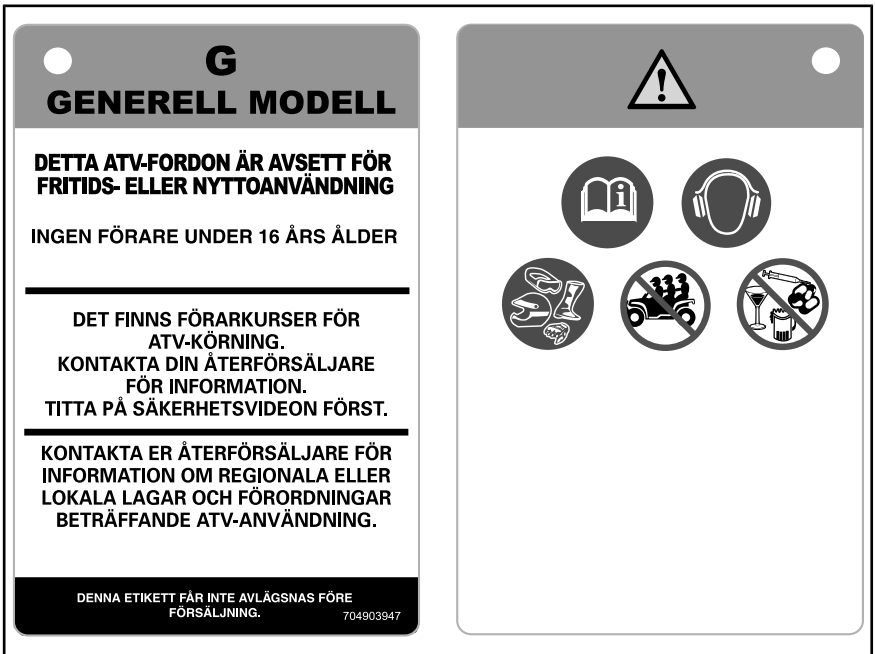 G
GENERELL MODELL
DETTA ATV-FORDON ÄR AVSETT FÖR
FRITIDS- ELLER NYTTOANVÄNDNING
INGEN FÖRARE UNDER 16 ÅRS ÅLDER
DET FINNS FÖRARKURSER FÖR
ATV-KÖRNING.
KONTAKTA DIN ÅTERFÖRSÄLJARE
FÖR INFORMATION.
TITTA PÅ SÄKERHETSVIDEON FÖRST.
KONTAKTA ER ÅTERFÖRSÄLJARE FÖR
INFORMATION OM REGIONALA ELLER
LOKALA LAGAR OCH FÖRORDNINGAR
BETRÄFFANDE ATV-ANVÄNDNING.
DENNA ETIKETT FÅR INTE AVLÄGSNAS FÖRE
FÖRSÄLJNING.
704903947